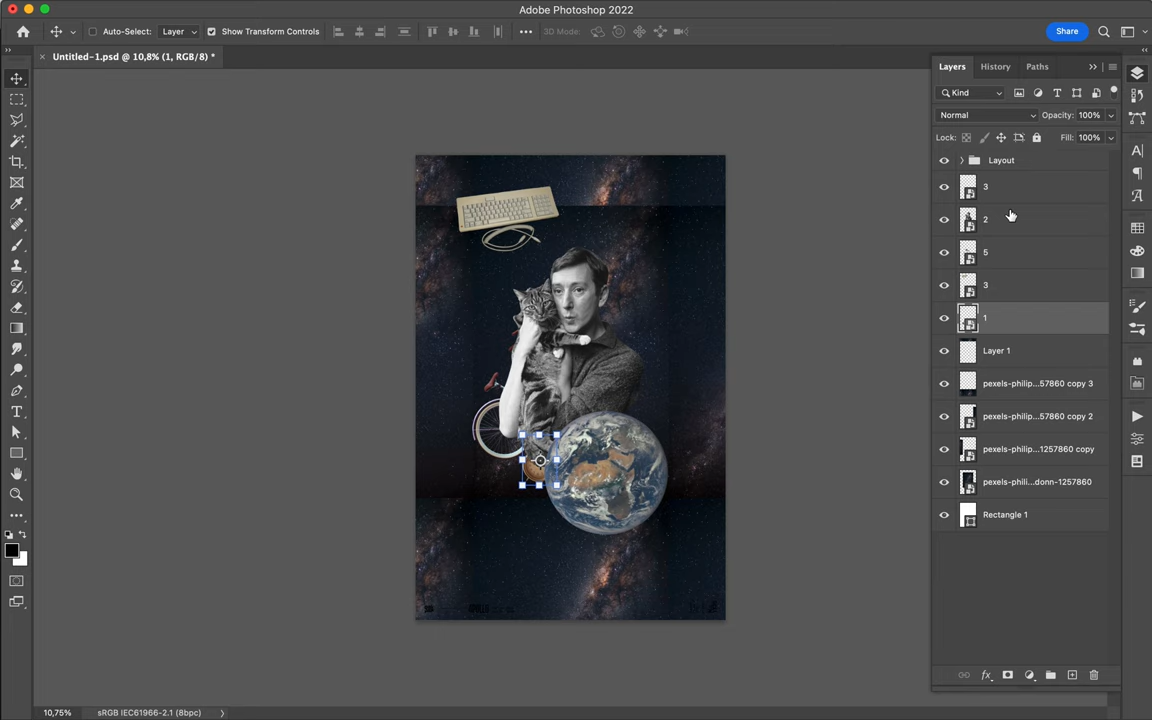 Adobe Photoshop 2022
Auto-Select: Layer Show Transform Controls 3D Mode: Share
Untitled-1.psd @ 10,8% (1, RGB/8) *
Layers History Paths
Kind
Normal Opacity: 100%
Lock: Fill: 100%
Layout
3
2
5
3
1
Layer 1
pexels-philip...57860 copy 3
pexels-philip...57860 copy 2
pexels-philip...1257860 copy
pexels-phili...donn-1257860
Rectangle 1
APOLLO
10,75% sRGB IEC61966-2.1 (8bpc)